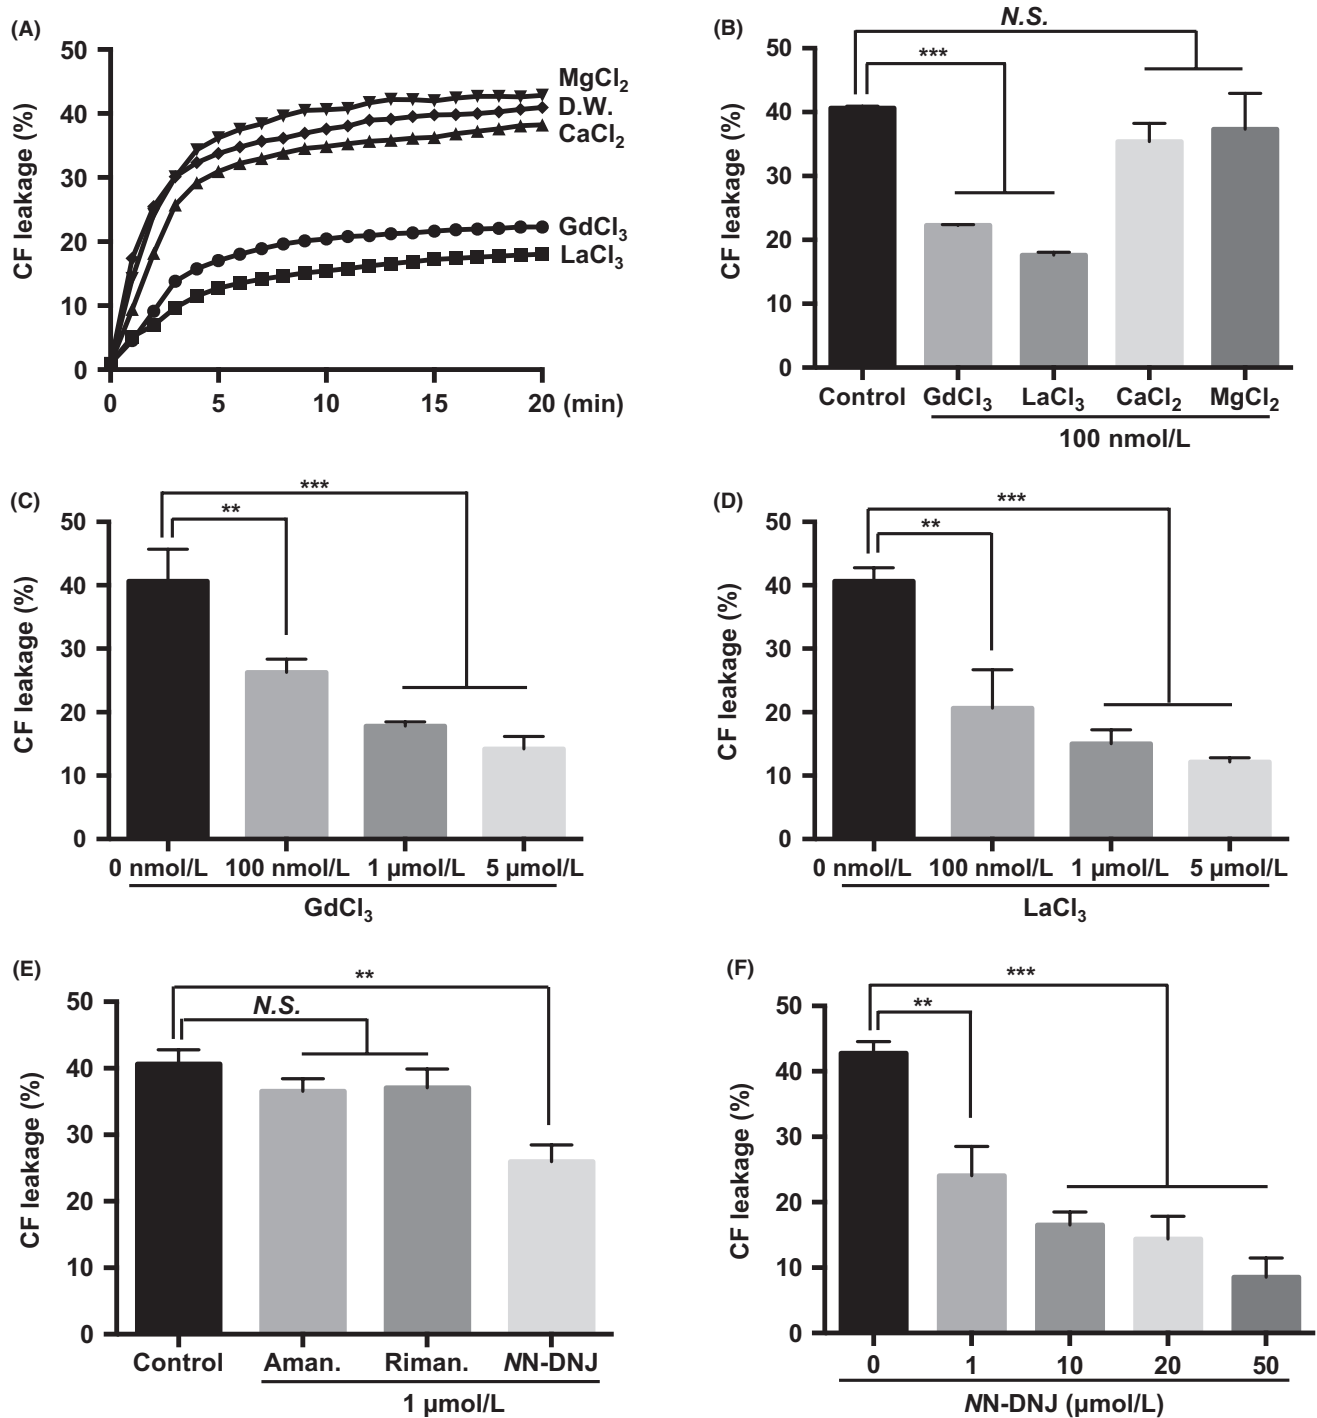 (A)
CF leakage (%)
50
40
30
20
10
0
0 5 10 15 20 (min)
MgCl2
D.W.
CaCl2
GdCl3
LaCl3
(B)
CF leakage (%)
50
40
30
20
10
0
N.S.
***
Control GdCl3 LaCl3 CaCl2 MgCl2
100 nmol/L
(C)
CF leakage (%)
50
40
30
20
10
0
***
**
0 nmol/L 100 nmol/L 1 µmol/L 5 µmol/L
GdCl3
(D)
CF leakage (%)
50
40
30
20
10
0
***
**
0 nmol/L 100 nmol/L 1 µmol/L 5 µmol/L
LaCl3
(E)
CF leakage (%)
50
40
30
20
10
0
**
N.S.
Control Aman. Riman. NN-DNJ
1 µmol/L
(F)
CF leakage (%)
50
40
30
20
10
0
***
**
0 1 10 20 50
NN-DNJ (µmol/L)